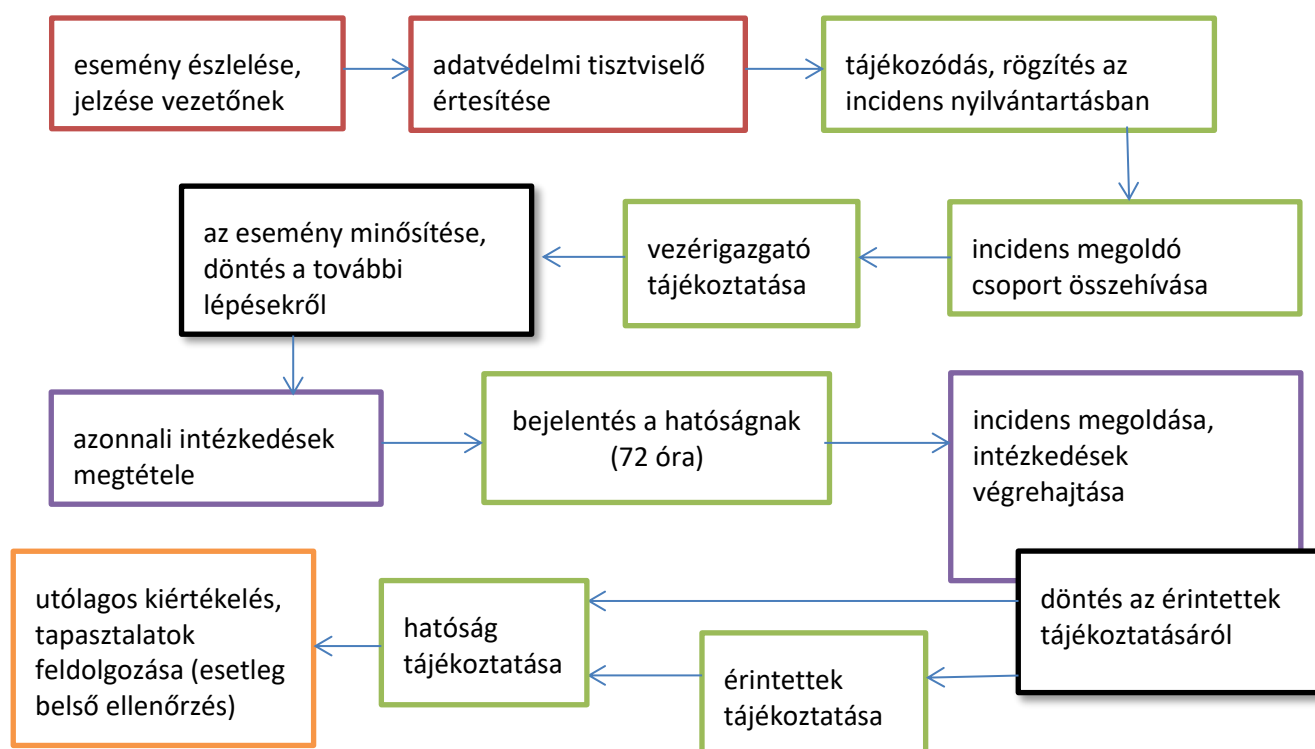 esemény észlelése,
jelzése vezetőnek
adatvédelmi tisztviselő
értesítése
tájékozódás, rögzítés az
incidens nyilvántartásban
az esemény minősítése,
döntés a további
lépésekről
vezérigazgató
tájékoztatása
incidens megoldó
csoport összehívása
azonnali intézkedések
megtétele
bejelentés a hatóságnak
(72 óra)
incidens megoldása,
intézkedések
végrehajtása
utólagos kiértékelés,
tapasztalatok
feldolgozása (esetleg
belső ellenőrzés)
hatóság
tájékoztatása
érintettek
tájékoztatása
döntés az érintettek
tájékoztatásáról